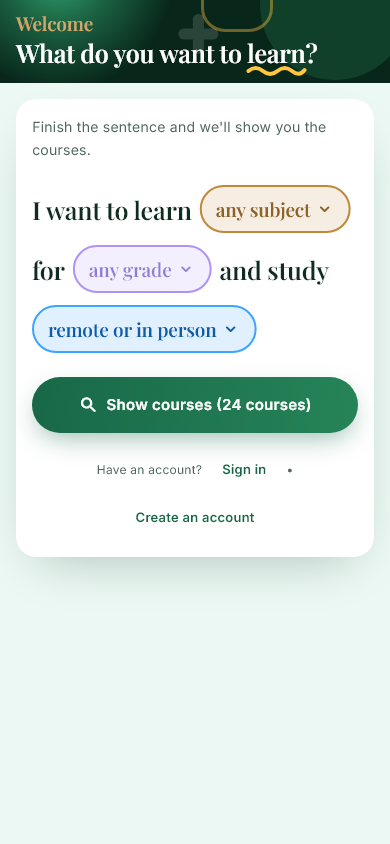 Welcome
What do you want to learn?
Finish the sentence and we'll show you the
courses.
I want to learn any subject
for any grade and study
remote or in person
Show courses (24 courses)
Have an account? Sign in •
Create an account